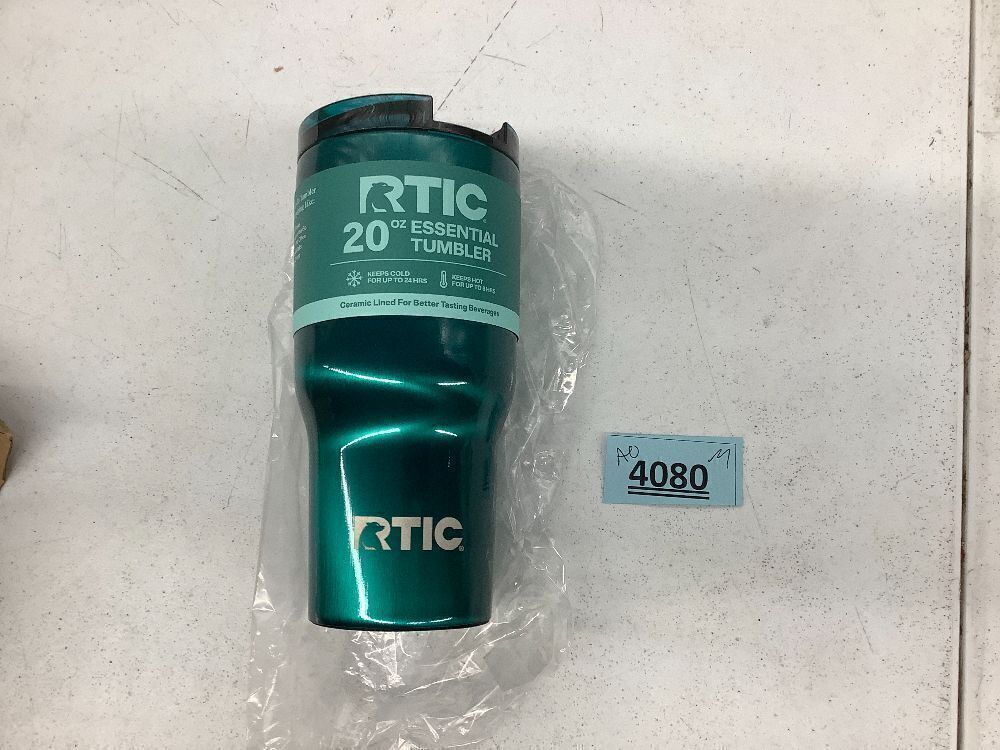 RTIC
20 OZ ESSENTIAL
TUMBLER
KEEPS COLD
FOR UP TO 24 HRS
KEEPS HOT
FOR UP TO 8 HRS
Ceramic Lined For Better Tasting Beverages
RTIC®
AO 4080 M